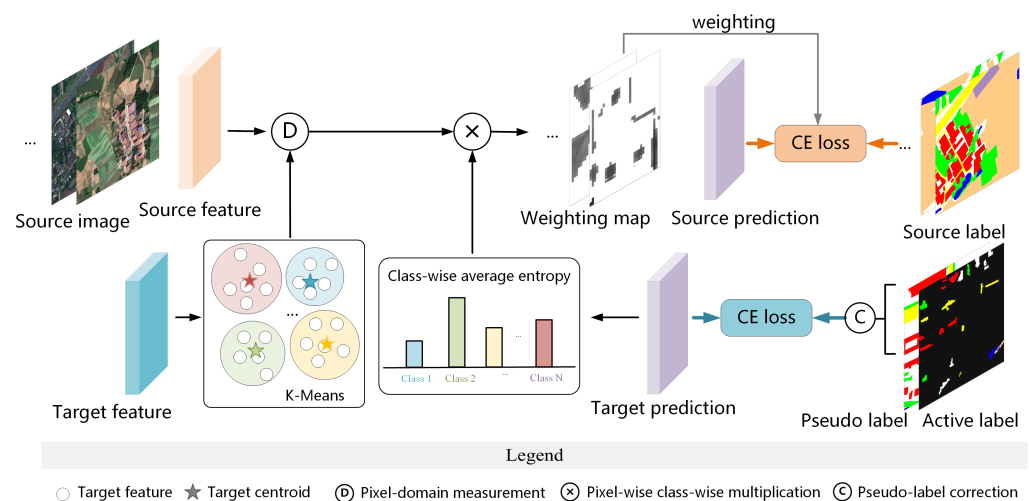 weighting
D
×
CE loss
...
...
...
Source image
Source feature
Weighting map
Source prediction
Source label
Class-wise average entropy
...
...
Class 1
Class 2
...
Class N
K-Means
CE loss
C
Target feature
Target prediction
Pseudo label
Active label
Legend
Target feature
Target centroid
D Pixel-domain measurement
× Pixel-wise class-wise multiplication
C Pseudo-label correction